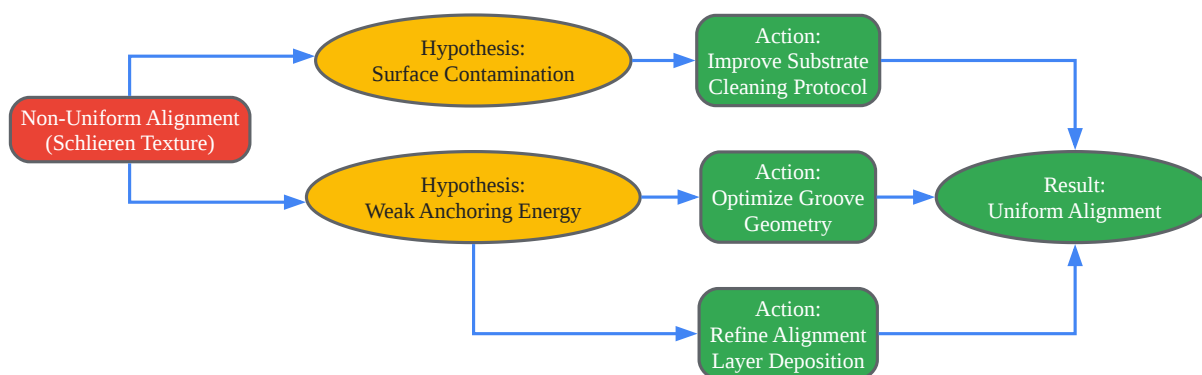 Non-Uniform Alignment
(Schlieren Texture)
Hypothesis:
Surface Contamination
Action:
Improve Substrate
Cleaning Protocol
Hypothesis:
Weak Anchoring Energy
Action:
Optimize Groove
Geometry
Result:
Uniform Alignment
Action:
Refine Alignment
Layer Deposition